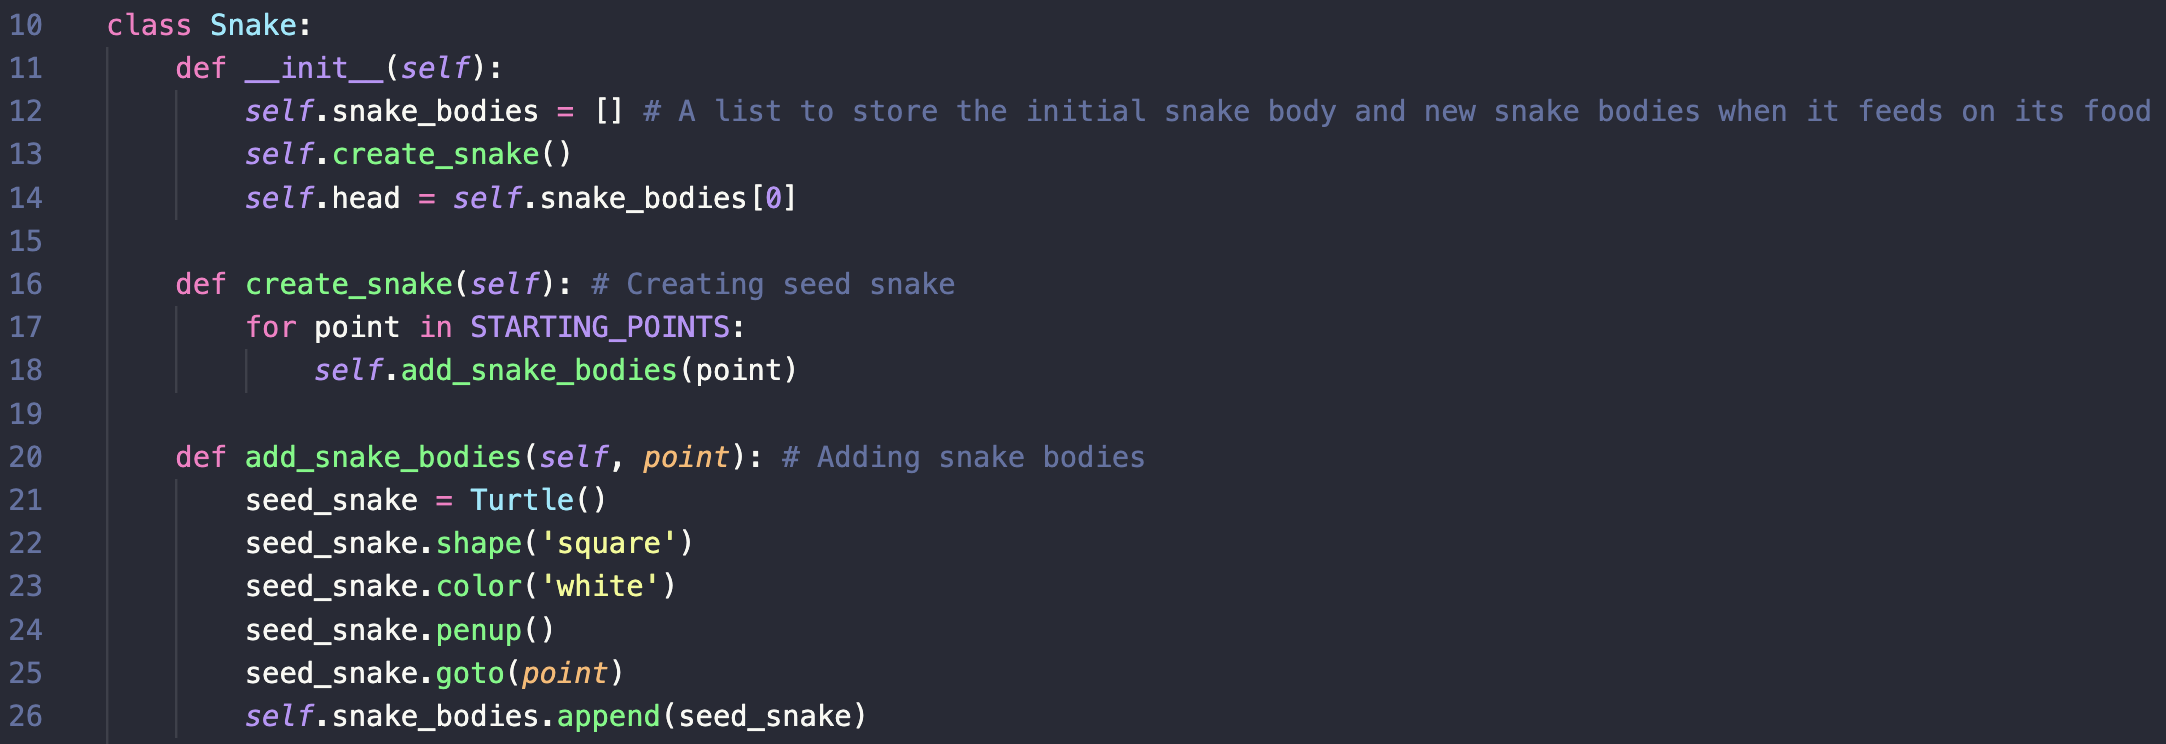 10 class Snake:
11     def __init__(self):
12         self.snake_bodies = [] # A list to store the initial snake body and new snake bodies when it feeds on its food
13         self.create_snake()
14         self.head = self.snake_bodies[0]
15
16     def create_snake(self): # Creating seed snake
17         for point in STARTING_POINTS:
18             self.add_snake_bodies(point)
19
20     def add_snake_bodies(self, point): # Adding snake bodies
21         seed_snake = Turtle()
22         seed_snake.shape('square')
23         seed_snake.color('white')
24         seed_snake.penup()
25         seed_snake.goto(point)
26         self.snake_bodies.append(seed_snake)